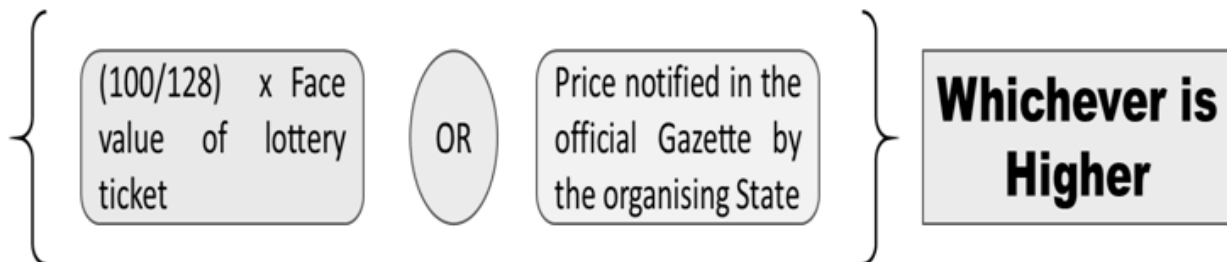 (100/128) x Face
value of lottery
ticket
OR
Price notified in the
official Gazette by
the organising State
Whichever is
Higher